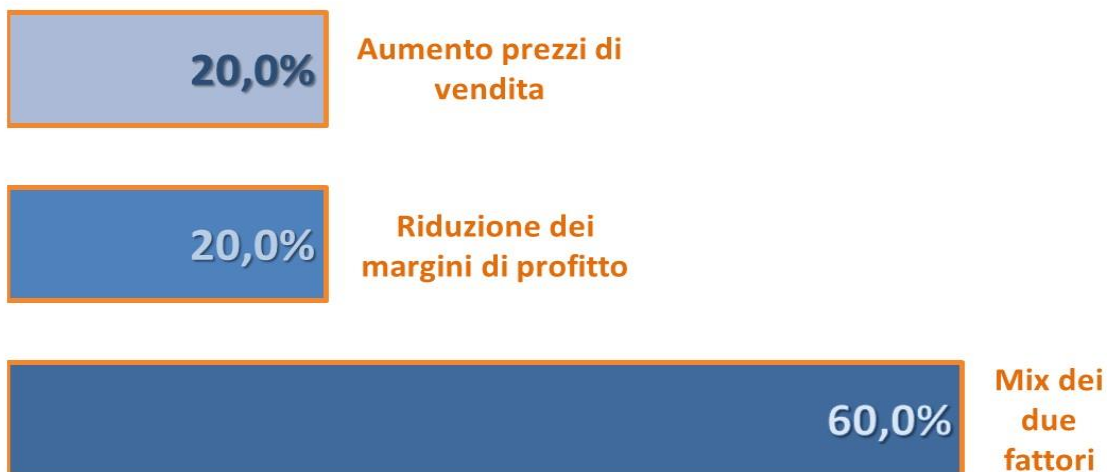 20,0%
Aumento prezzi di
vendita
20,0%
Riduzione dei
margini di profitto
60,0%
Mix dei
due
fattori